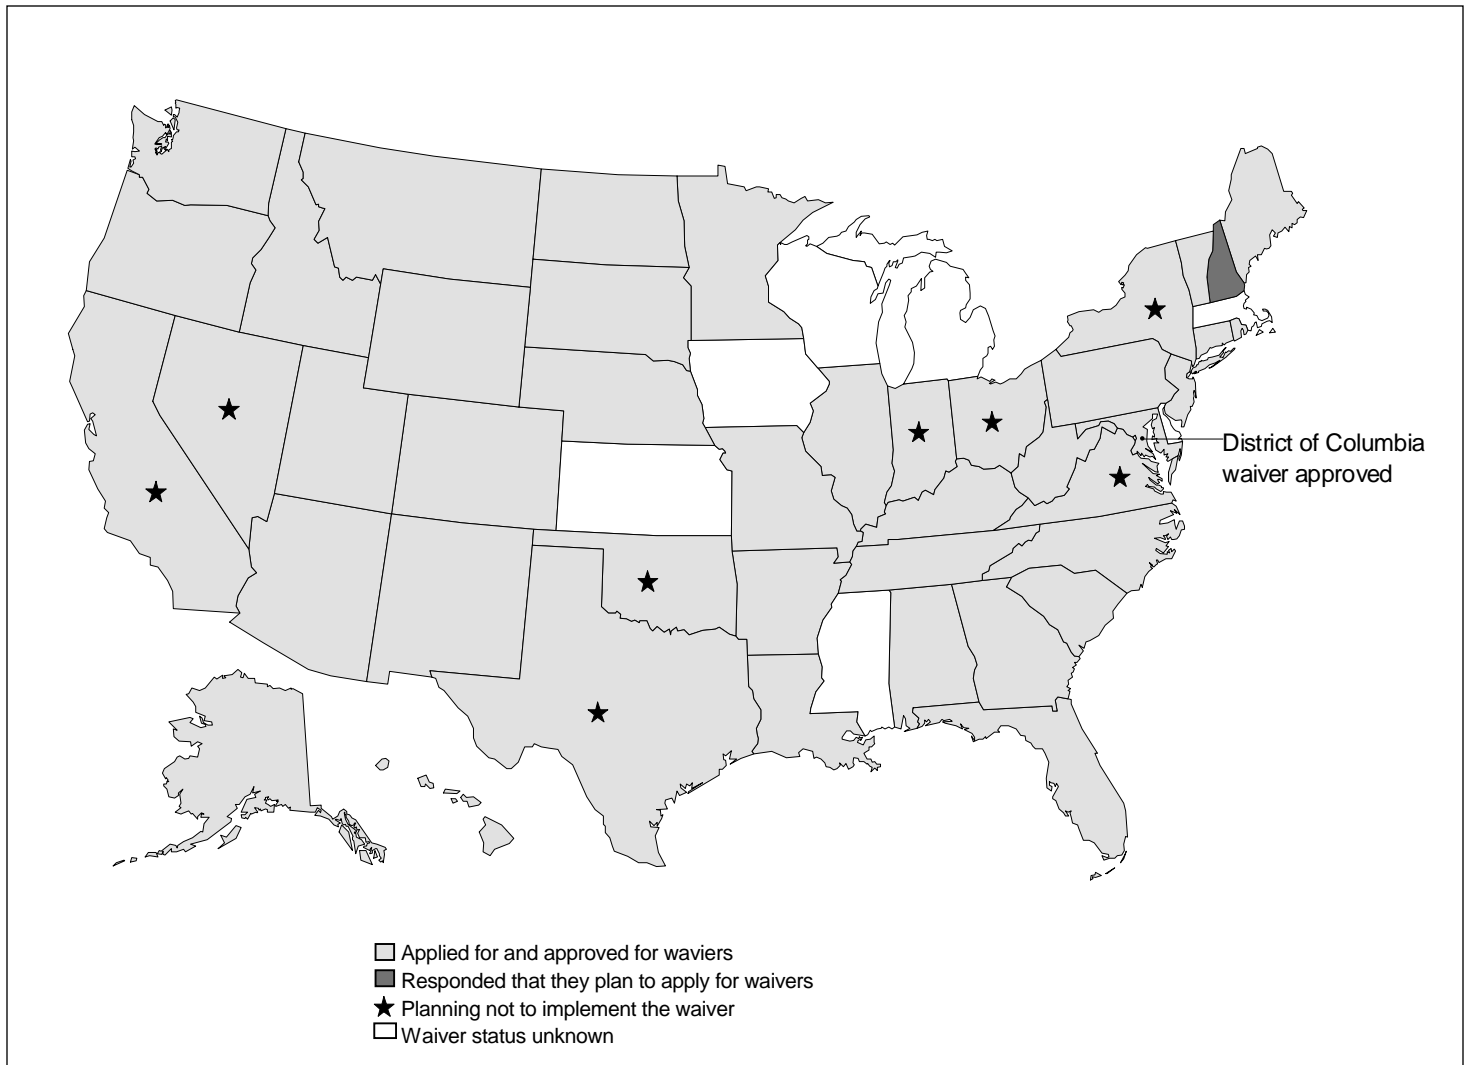 District of Columbia
waiver approved
Applied for and approved for waviers
Responded that they plan to apply for waivers
Planning not to implement the waiver
Waiver status unknown